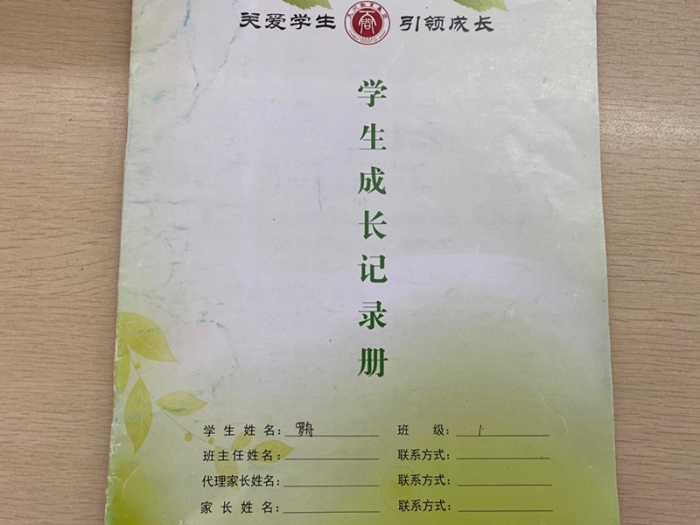 关爱学生 引领成长
学生成长记录册
学生姓名： 班级：1
班主任姓名： 联系方式：
代理家长姓名： 联系方式：
家长姓名： 联系方式：